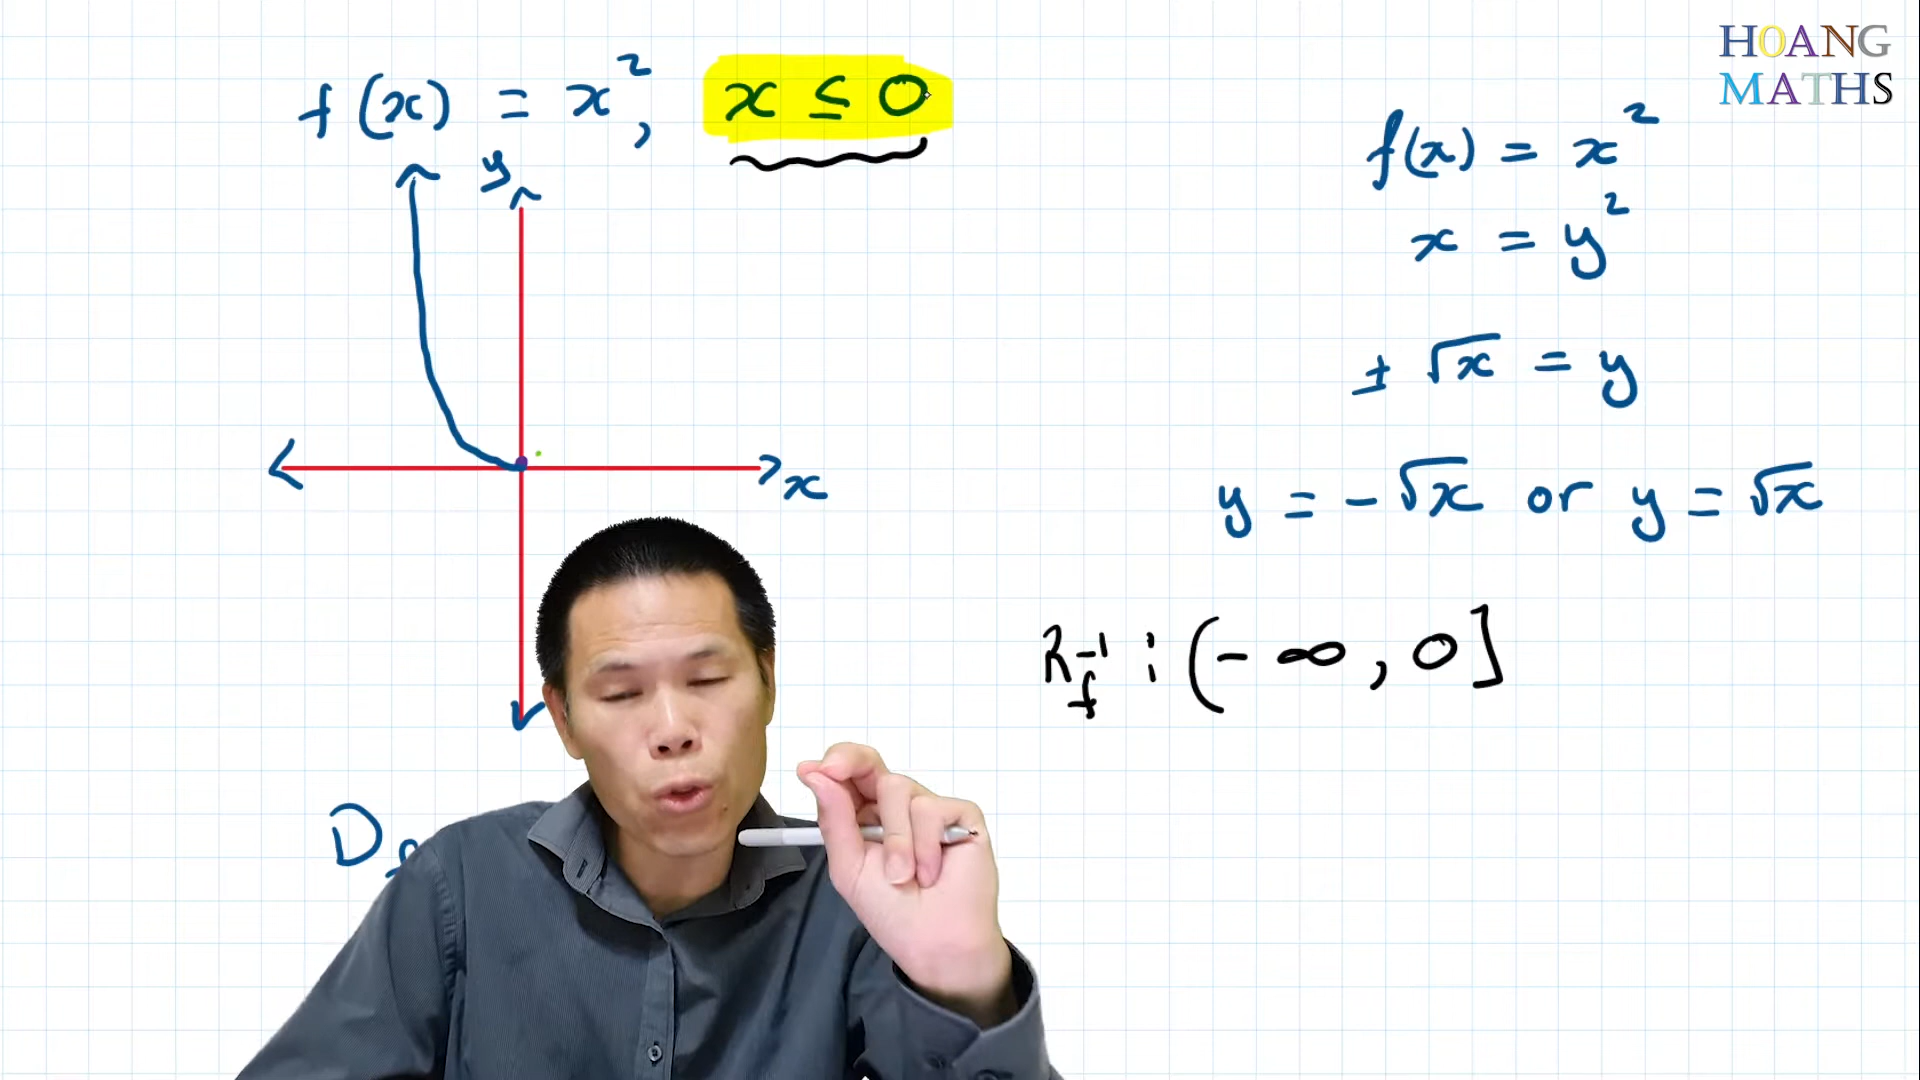 HOANG
MATHS
f(x) = x², x ≤ 0
y
x
D
f(x) = x²
x = y²
± √x = y
y = -√x or y = √x
R_f⁻¹ : (-∞, 0]